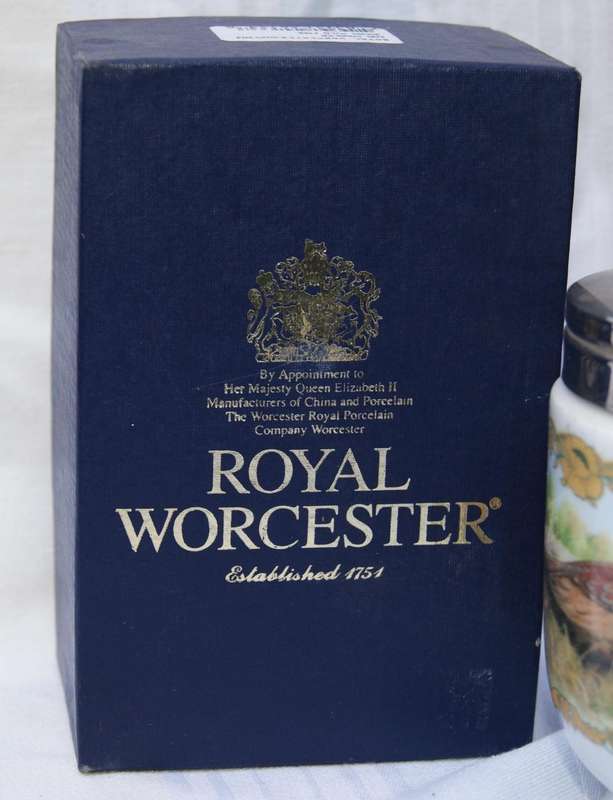 By Appointment to
Her Majesty Queen Elizabeth II
Manufacturers of China and Porcelain
The Worcester Royal Porcelain
Company Worcester
ROYAL
WORCESTER®
Established 1751